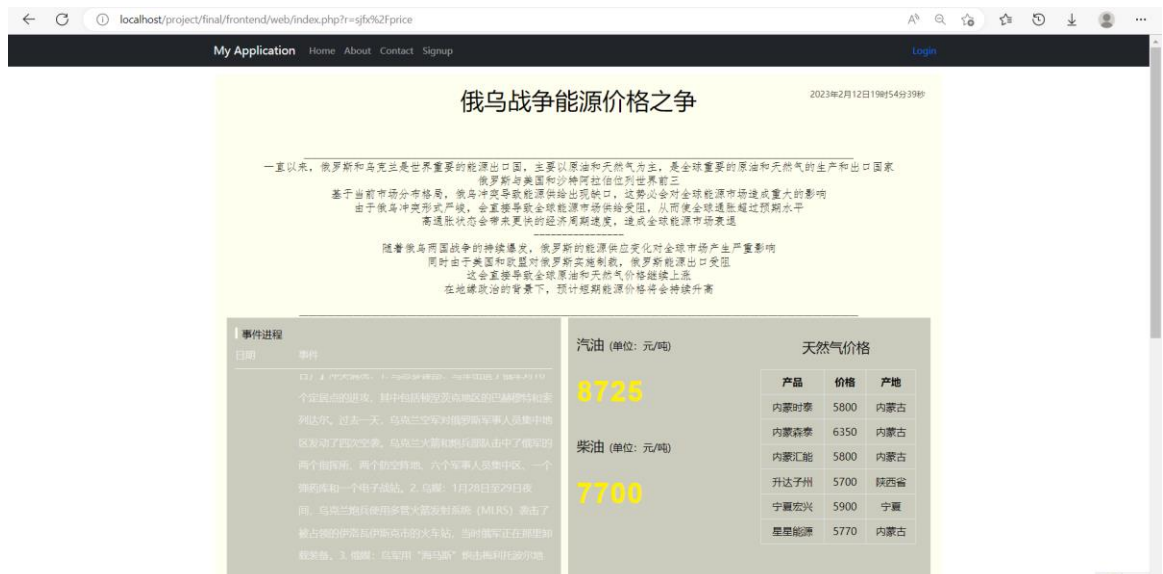 localhost/project/final/frontend/web/index.php?r=sjfx%2Fprice
My Application Home About Contact Signup Login
俄乌战争能源价格之争
2023年2月12日19时54分39秒
一直以来，俄罗斯和乌克兰是世界重要的能源出口国，主要以原油和天然气为主，是全球重要的原油和天然气的生产和出口国家
俄罗斯与美国和沙特阿拉伯位列世界前三
基于当前市场分布格局，俄乌冲突导致能源供给出现缺口，这势必会对全球能源市场造成重大的影响
由于俄乌冲突形式严峻，会直接导致全球能源市场供给受阻，从而使全球通胀超过预期水平
高通胀状态会带来更快的经济周期速度，造成全球能源市场衰退
----------------
随着俄乌两国战争的持续爆发，俄罗斯的能源供应变化对全球市场产生严重影响
同时由于美国和欧盟对俄罗斯实施制裁，俄罗斯能源出口受阻
这会直接导致全球原油和天然气价格继续上涨
在地缘政治的背景下，预计短期能源价格将会持续升高
事件进程
日期 事件
个定居点的进攻，其中包括顿涅茨克地区的巴赫穆特和索
列达尔。过去一天，乌克兰空军对俄罗斯军事人员集中地
区发动了四次空袭。乌克兰火箭和炮兵部队击中了俄军的
两个指挥所、两个防空阵地、六个军事人员集中区、一个
弹药库和一个电子战站。2. 乌媒：1月28日至29日夜
间，乌克兰炮兵使用多管火箭发射系统（MLRS）袭击了
被占领的伊洛瓦伊斯克市的火车站，当时俄军正在那里卸
载装备。3. 俄媒：乌军用“海马斯”炮击梅利托波尔地
汽油 (单位：元/吨)
8725
柴油 (单位：元/吨)
7700
天然气价格
产品 价格 产地
内蒙时泰 5800 内蒙古
内蒙森泰 6350 内蒙古
内蒙汇能 5800 内蒙古
升达子州 5700 陕西省
宁夏宏兴 5900 宁夏
星星能源 5770 内蒙古